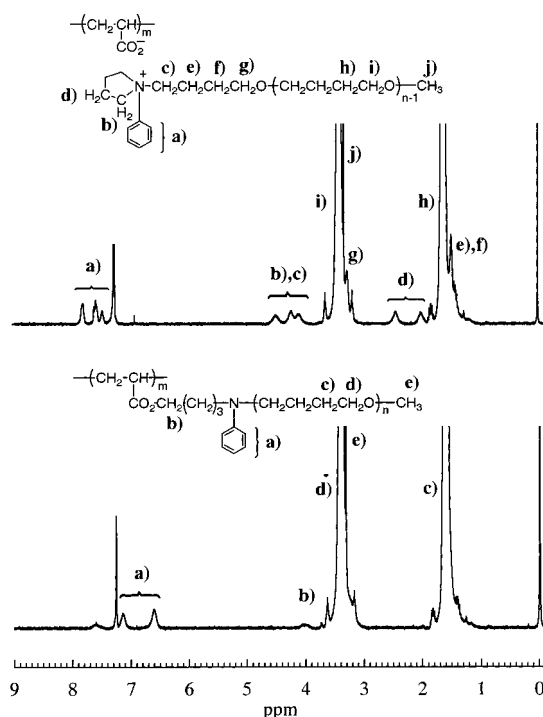 —(CH₂-CH)—m
CO₂⁻
c) e) f) g) h) i) j)
N⁺—CH₂CH₂CH₂CH₂O—(CH₂CH₂CH₂CH₂O)—n-1—CH₃
d) H₂C
b) H₂
a)
j)
i) h)
a) b),c) g) d) e),f)
—(CH₂-CH)—m
c) d) e)
CO₂CH₂(CH₂)₃—N—(CH₂CH₂CH₂CH₂O)n—CH₃
b)
a)
e)
d) c)
a) b)
9 8 7 6 5 4 3 2 1 0
ppm